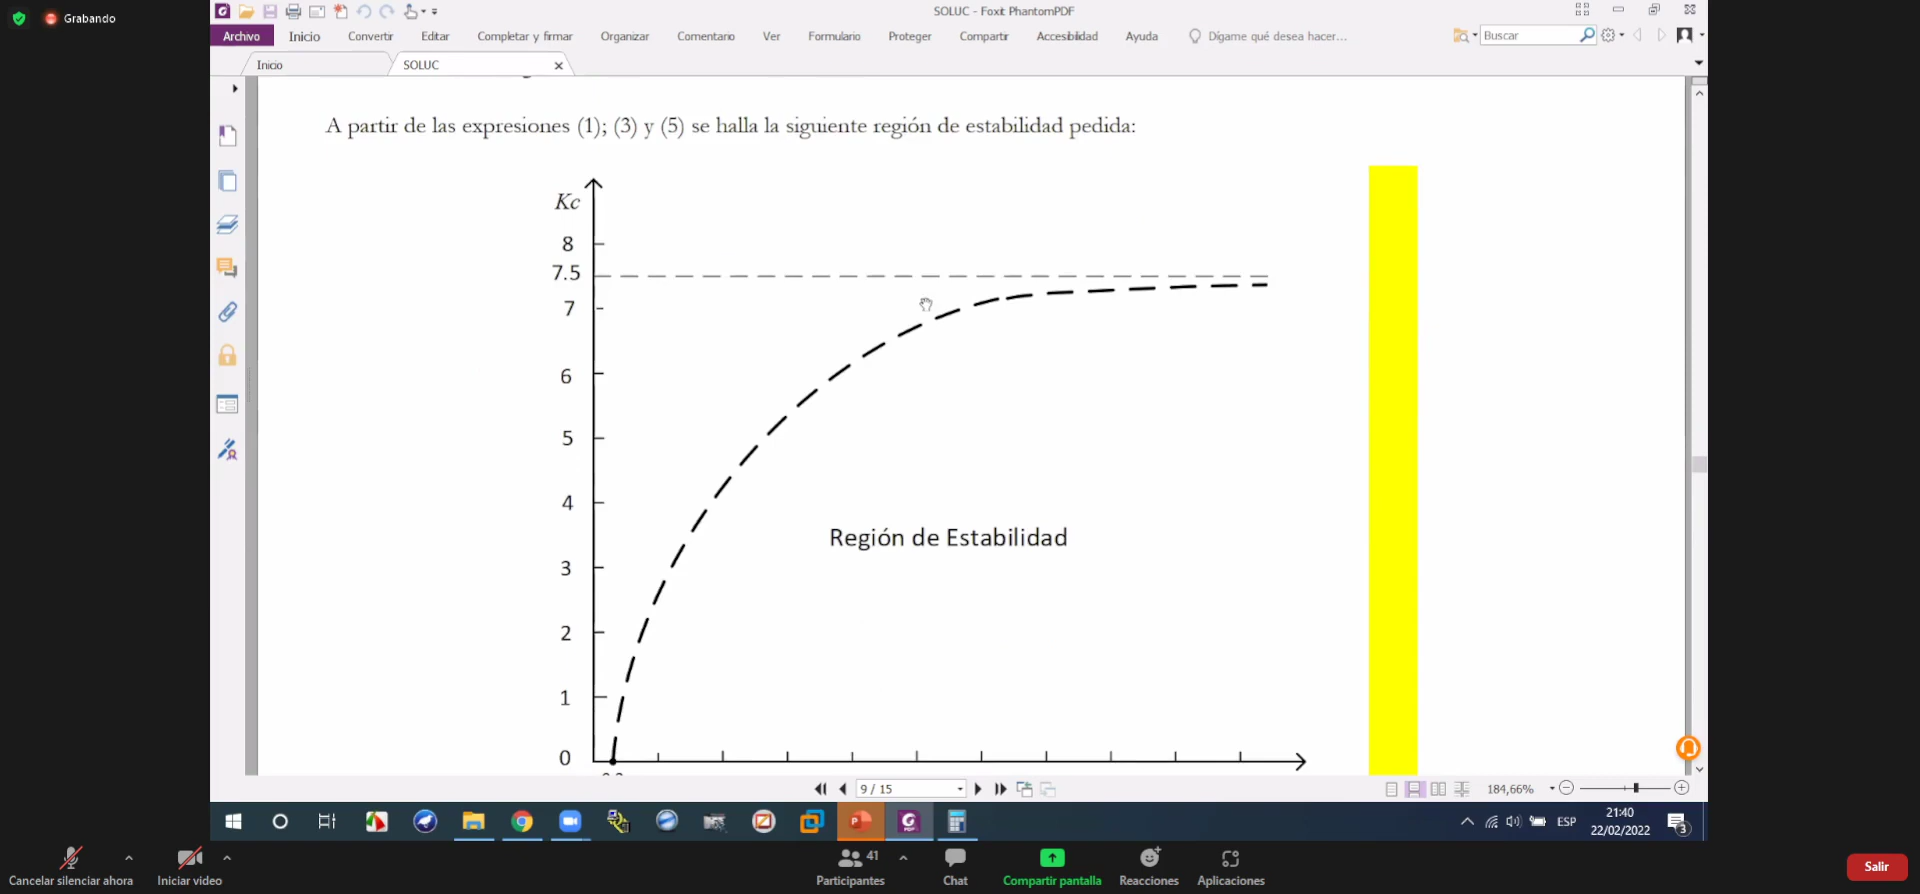 Grabando
SOLUC - Foxit PhantomPDF
Archivo Inicio Convertir Editar Completar y firmar Organizar Comentario Ver Formulario Proteger Compartir Accesibilidad Ayuda Dígame qué desea hacer... Buscar
Inicio SOLUC
A partir de las expresiones (1); (3) y (5) se halla la siguiente región de estabilidad pedida:
Kc
8
7.5
7
6
5
4
Región de Estabilidad
3
2
1
0
9 / 15 184,66%
21:40
ESP
22/02/2022
3
41
Cancelar silenciar ahora Iniciar video Participantes Chat Compartir pantalla Reacciones Aplicaciones Salir